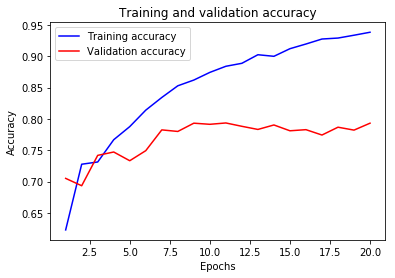 Training and validation accuracy
Training accuracy
Validation accuracy
0.95
0.90
0.85
0.80
0.75
0.70
0.65
Accuracy
2.5 5.0 7.5 10.0 12.5 15.0 17.5 20.0
Epochs